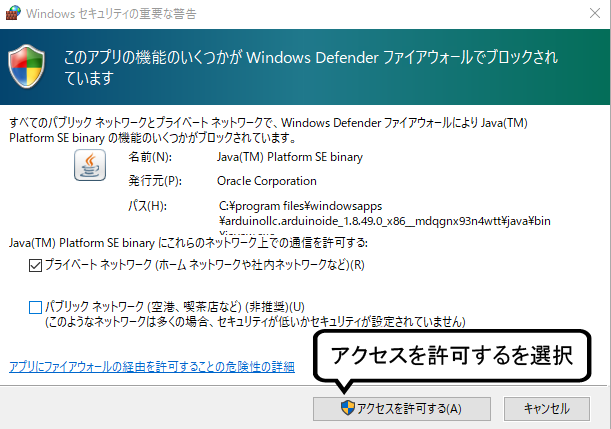 Windows セキュリティの重要な警告
このアプリの機能のいくつかが Windows Defender ファイアウォールでブロックされ
ています
すべてのパブリック ネットワークとプライベート ネットワークで、Windows Defender ファイアウォールにより Java(TM)
Platform SE binary の機能のいくつかがブロックされています。
名前(N): Java(TM) Platform SE binary
発行元(P): Oracle Corporation
パス(H): C:¥program files¥windowsapps
¥arduinollc.arduinoide_1.8.49.0_x86__mdqgnx93n4wtt¥java¥bin
Java(TM) Platform SE binary にこれらのネットワーク上での通信を許可する:
プライベート ネットワーク (ホーム ネットワークや社内ネットワークなど)(R)
パブリック ネットワーク (空港、喫茶店など) (非推奨)(U)
(このようなネットワークは多くの場合、セキュリティが低いかセキュリティが設定されていません)
アプリにファイアウォールの経由を許可することの危険性の詳細
アクセスを許可するを選択
アクセスを許可する(A) キャンセル